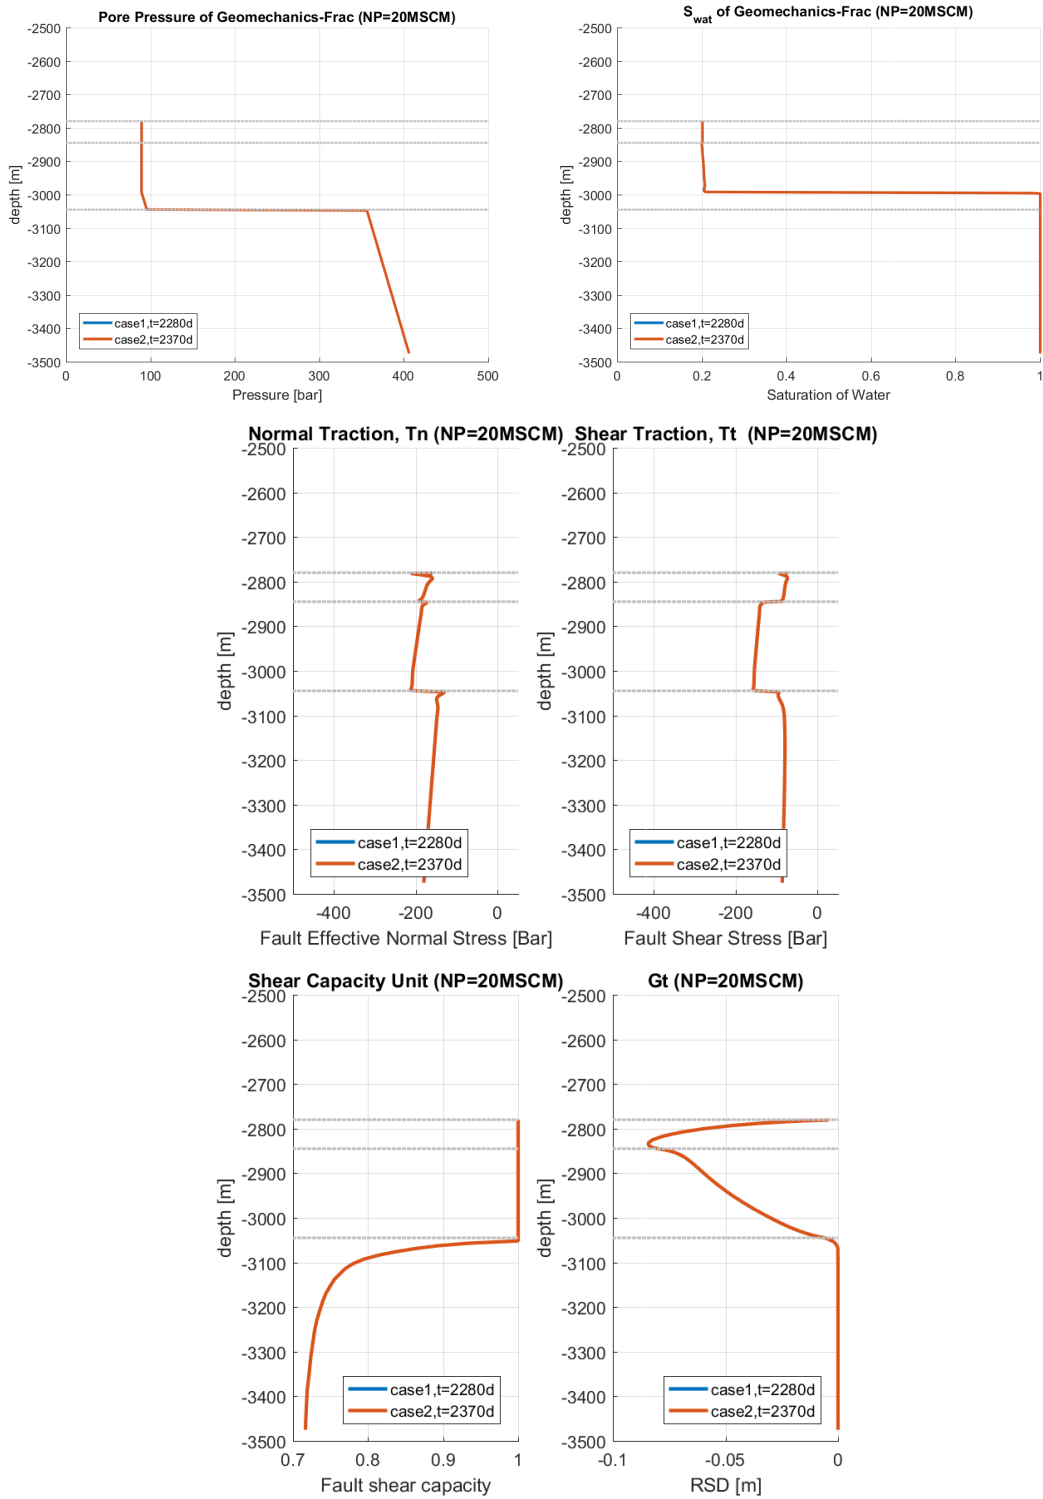 Pore Pressure of Geomechanics-Frac (NP=20MSCM)
-2500
-2600
-2700
-2800
-2900
-3000
-3100
-3200
-3300
-3400
-3500
depth [m]
case1,t=2280d
case2,t=2370d
0 100 200 300 400 500
Pressure [bar]
S_wat of Geomechanics-Frac (NP=20MSCM)
-2500
-2600
-2700
-2800
-2900
-3000
-3100
-3200
-3300
-3400
-3500
depth [m]
case1,t=2280d
case2,t=2370d
0 0.2 0.4 0.6 0.8 1
Saturation of Water
Normal Traction, Tn (NP=20MSCM)
-2500
-2600
-2700
-2800
-2900
-3000
-3100
-3200
-3300
-3400
-3500
depth [m]
case1,t=2280d
case2,t=2370d
-400 -200 0
Fault Effective Normal Stress [Bar]
Shear Traction, Tt (NP=20MSCM)
-2500
-2600
-2700
-2800
-2900
-3000
-3100
-3200
-3300
-3400
-3500
depth [m]
case1,t=2280d
case2,t=2370d
-400 -200 0
Fault Shear Stress [Bar]
Shear Capacity Unit (NP=20MSCM)
-2500
-2600
-2700
-2800
-2900
-3000
-3100
-3200
-3300
-3400
-3500
depth [m]
case1,t=2280d
case2,t=2370d
0.7 0.8 0.9 1
Fault shear capacity
Gt (NP=20MSCM)
-2500
-2600
-2700
-2800
-2900
-3000
-3100
-3200
-3300
-3400
-3500
depth [m]
case1,t=2280d
case2,t=2370d
-0.1 -0.05 0
RSD [m]